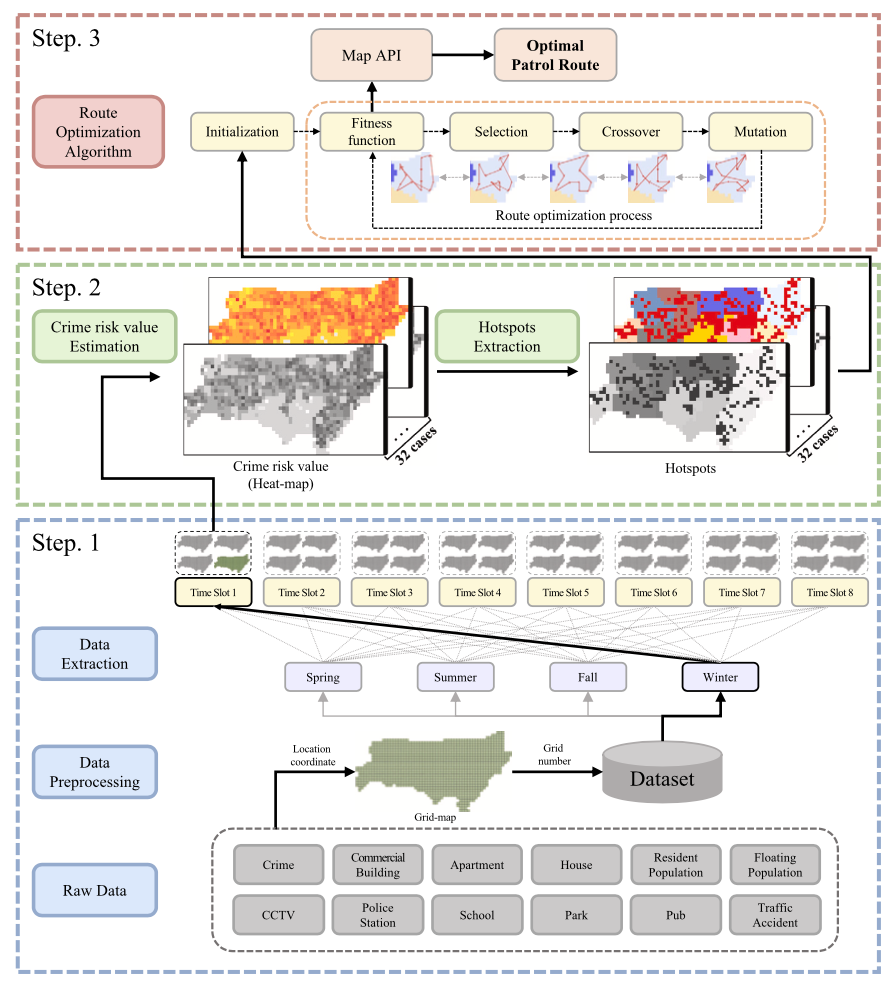 Step. 3
Map API
Optimal
Patrol Route
Route
Optimization
Algorithm
Initialization
Fitness
function
Selection
Crossover
Mutation
Route optimization process
Step. 2
Crime risk value
Estimation
Hotspots
Extraction
...
32 cases
...
32 cases
Crime risk value
(Heat-map)
Hotspots
Step. 1
Time Slot 1
Time Slot 2
Time Slot 3
Time Slot 4
Time Slot 5
Time Slot 6
Time Slot 7
Time Slot 8
Data
Extraction
Spring
Summer
Fall
Winter
Data
Preprocessing
Location
coordinate
Grid-map
Grid
number
Dataset
Raw Data
Crime
Commercial
Building
Apartment
House
Resident
Population
Floating
Population
CCTV
Police
Station
School
Park
Pub
Traffic
Accident